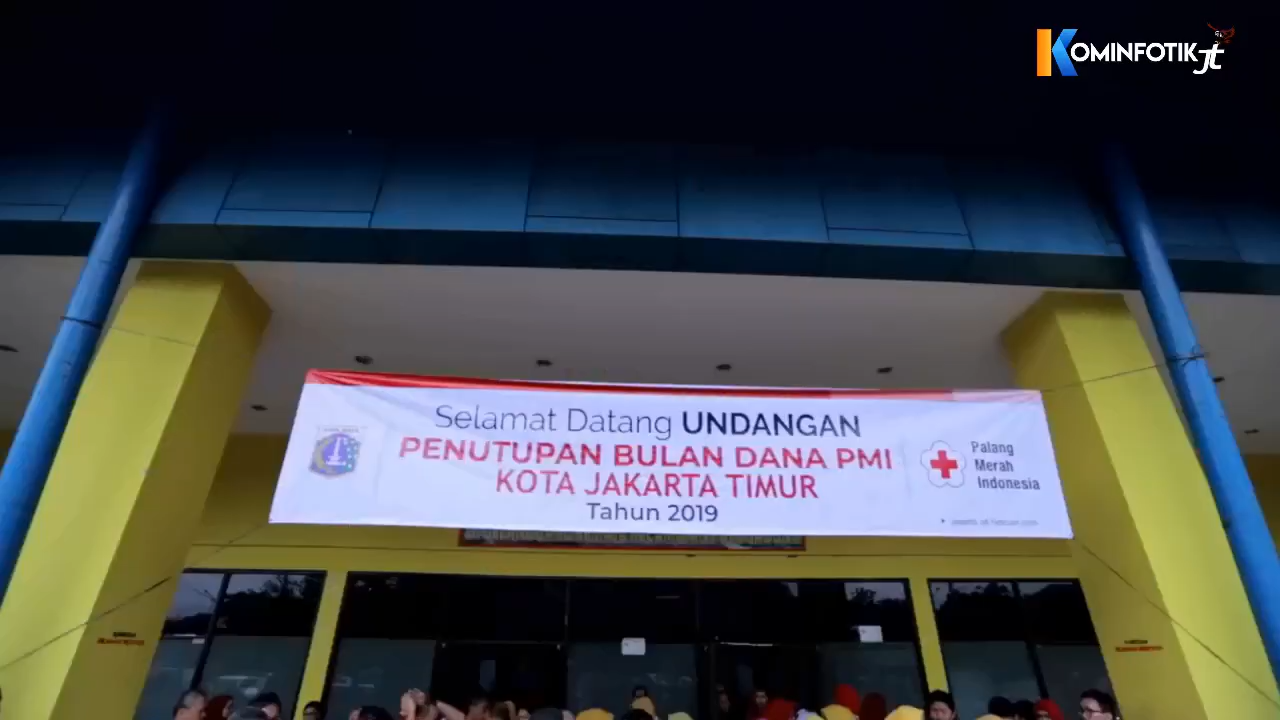 KOMINFOTIK JT
Selamat Datang UNDANGAN
PENUTUPAN BULAN DANA PMI
KOTA JAKARTA TIMUR
Tahun 2019
Palang
Merah
Indonesia